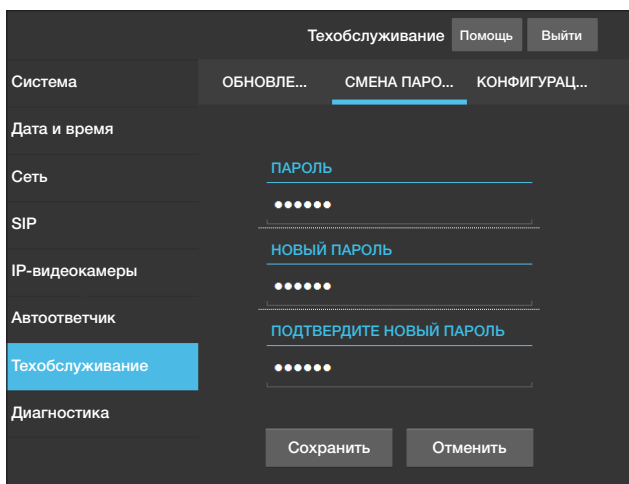 Техобслуживание Помощь Выйти
Система
ОБНОВЛЕ... СМЕНА ПАРО... КОНФИГУРАЦ...
Дата и время
Сеть
SIP
IP-видеокамеры
Автоответчик
Техобслуживание
Диагностика
ПАРОЛЬ
••••••
НОВЫЙ ПАРОЛЬ
••••••
ПОДТВЕРДИТЕ НОВЫЙ ПАРОЛЬ
••••••
Сохранить Отменить